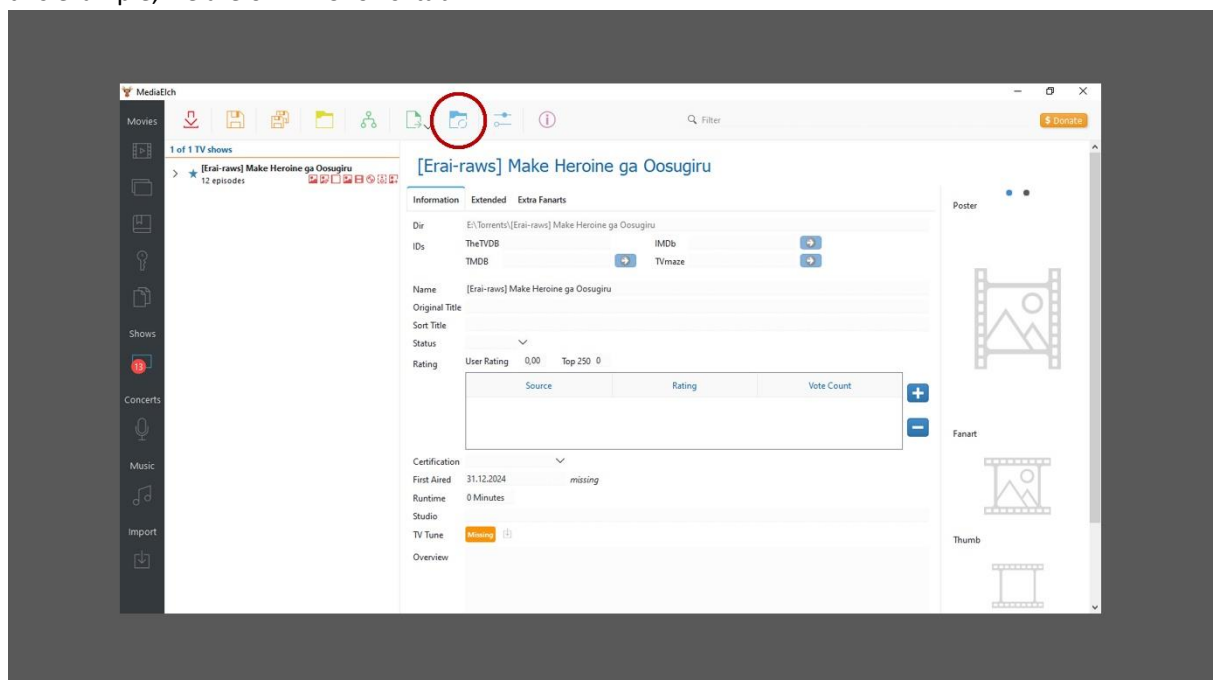 MediaElch
Movies
Filter
$ Donate
1 of 1 TV shows
[Erai-raws] Make Heroine ga Oosugiru
12 episodes
[Erai-raws] Make Heroine ga Oosugiru
Information Extended Extra Fanarts
Poster
Dir E:\Torrents\[Erai-raws] Make Heroine ga Oosugiru
IDs TheTVDB IMDb
TMDB TVmaze
Name [Erai-raws] Make Heroine ga Oosugiru
Original Title
Sort Title
Shows
Status
Rating User Rating 0,00 Top 250 0
13
Source Rating Vote Count
Concerts
Fanart
Certification
Music
First Aired 31.12.2024 missing
Runtime 0 Minutes
Studio
Import
TV Tune Missing
Thumb
Overview